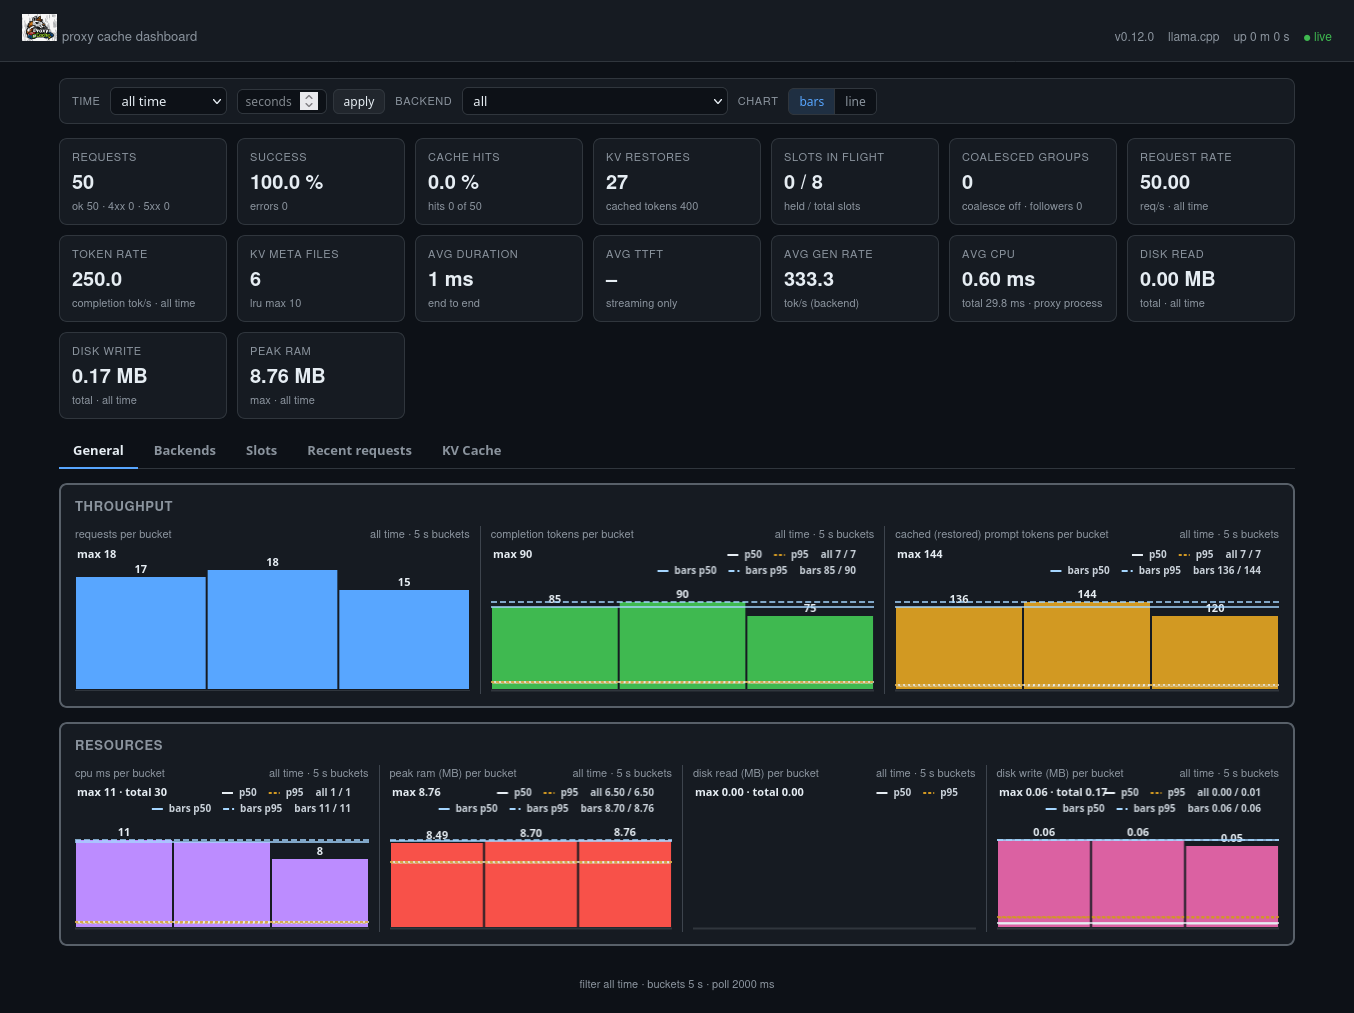 proxy cache dashboard
v0.12.0 llama.cpp up 0 m 0 s ● live
TIME all time seconds apply BACKEND all CHART bars line
REQUESTS
50
ok 50 · 4xx 0 · 5xx 0
SUCCESS
100.0 %
errors 0
CACHE HITS
0.0 %
hits 0 of 50
KV RESTORES
27
cached tokens 400
SLOTS IN FLIGHT
0 / 8
held / total slots
COALESCED GROUPS
0
coalesce off · followers 0
REQUEST RATE
50.00
req/s · all time
TOKEN RATE
250.0
completion tok/s · all time
KV META FILES
6
lru max 10
AVG DURATION
1 ms
end to end
AVG TTFT
–
streaming only
AVG GEN RATE
333.3
tok/s (backend)
AVG CPU
0.60 ms
total 29.8 ms · proxy process
DISK READ
0.00 MB
total · all time
DISK WRITE
0.17 MB
total · all time
PEAK RAM
8.76 MB
max · all time
General Backends Slots Recent requests KV Cache
THROUGHPUT
requests per bucket all time · 5 s buckets
max 18
17 18 15
completion tokens per bucket all time · 5 s buckets
max 90 p50 p95 all 7 / 7
bars p50 bars p95 bars 85 / 90
85 90 75
cached (restored) prompt tokens per bucket all time · 5 s buckets
max 144 p50 p95 all 7 / 7
bars p50 bars p95 bars 136 / 144
136 144 120
RESOURCES
cpu ms per bucket all time · 5 s buckets
max 11 · total 30 p50 p95 all 1 / 1
bars p50 bars p95 bars 11 / 11
11 8
peak ram (MB) per bucket all time · 5 s buckets
max 8.76 p50 p95 all 6.50 / 6.50
bars p50 bars p95 bars 8.70 / 8.76
8.49 8.70 8.76
disk read (MB) per bucket all time · 5 s buckets
max 0.00 · total 0.00 p50 p95
disk write (MB) per bucket all time · 5 s buckets
max 0.06 · total 0.17 p50 p95 all 0.00 / 0.01
bars p50 bars p95 bars 0.06 / 0.06
0.06 0.06 0.05
filter all time · buckets 5 s · poll 2000 ms